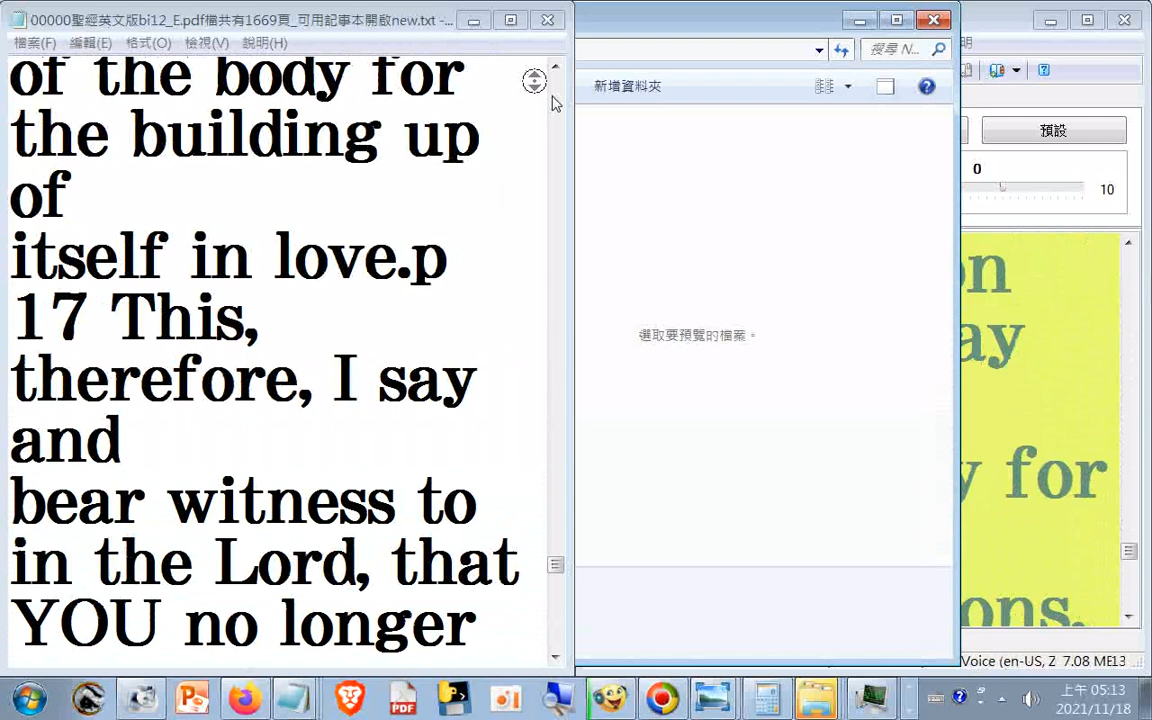 00000聖經英文版bi12_E.pdf檔共有1669頁_可用記事本開啟new.txt -...
檔案(F) 編輯(E) 格式(O) 檢視(V) 說明(H)
of the body for
the building up
of
itself in love.p
17 This,
therefore, I say
and
bear witness to
in the Lord, that
YOU no longer
搜尋 N...
新增資料夾
選取要預覽的檔案。
明
預設
0
10
on
ay
y for
ons.
Voice (en-US, Z 7.08 ME13
PDF
上午 05:13
2021/11/18